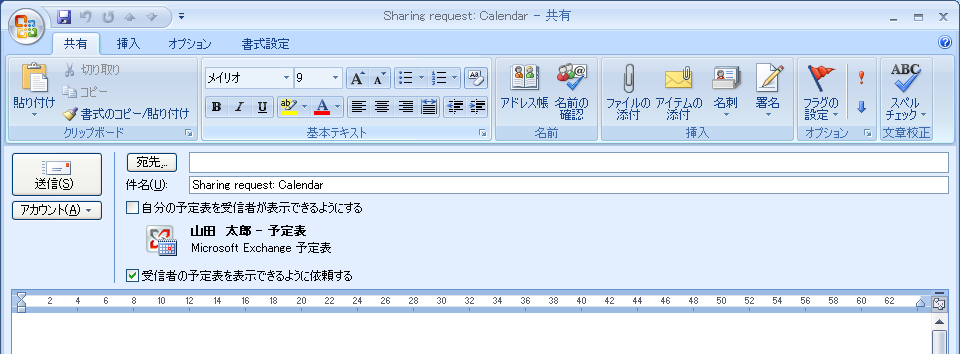 Sharing request: Calendar - 共有
共有 挿入 オプション 書式設定
貼り付け
切り取り
コピー
書式のコピー/貼り付け
クリップボード
メイリオ 9
B I U
基本テキスト
アドレス帳 名前の確認
名前
ファイルの添付 アイテムの添付 名刺 署名
挿入
フラグの設定
オプション
ABC
スペルチェック
文章校正
送信(S)
アカウント(A)
宛先...
件名(U): Sharing request: Calendar
自分の予定表を受信者が表示できるようにする
山田 太郎 - 予定表
Microsoft Exchange 予定表
受信者の予定表を表示できるように依頼する
2 4 6 8 10 12 14 16 18 20 22 24 26 28 30 32 34 36 38 40 42 44 46 48 50 52 54 56 58 60 62